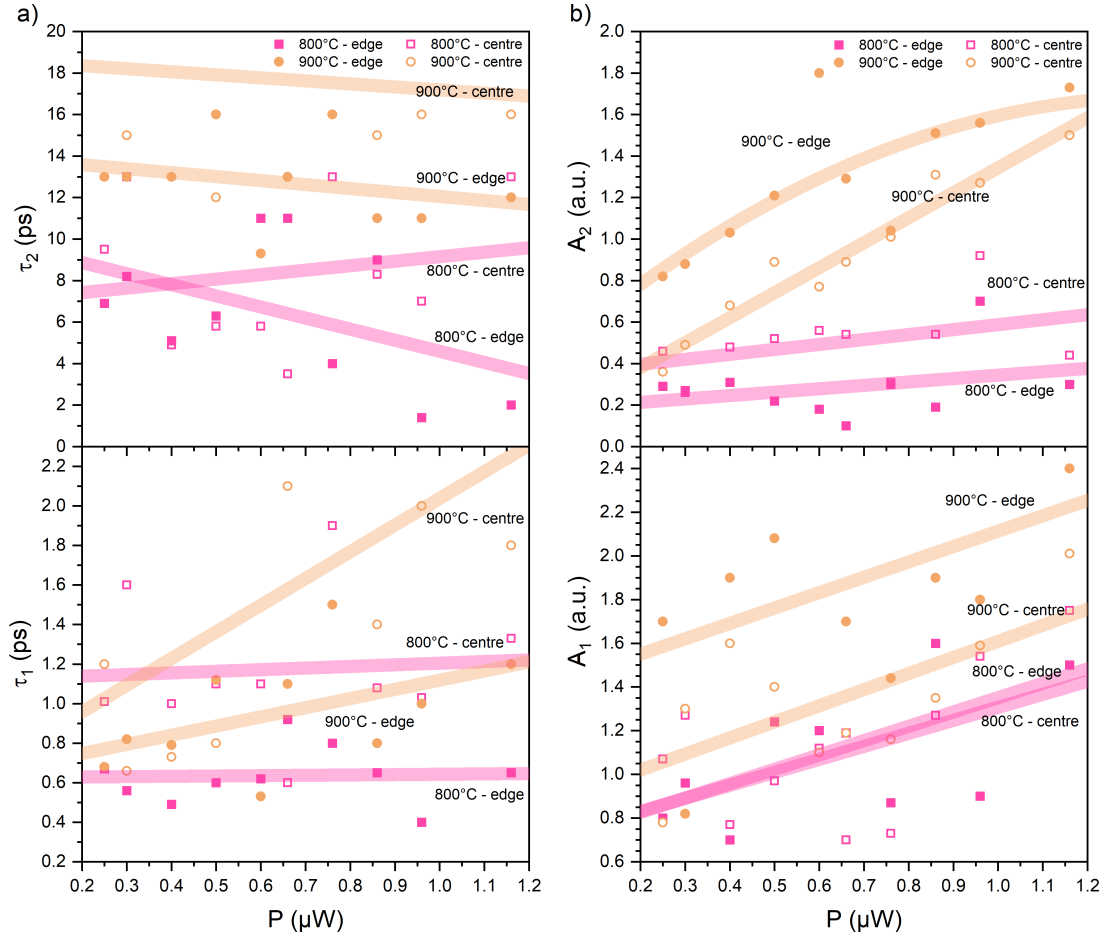 a)
20
18
16
14
12
10
8
6
4
2
0
τ2 (ps)
800°C - edge
800°C - centre
900°C - edge
900°C - centre
900°C - centre
900°C - edge
800°C - centre
800°C - edge
2.2
2.0
1.8
1.6
1.4
1.2
1.0
0.8
0.6
0.4
0.2
τ1 (ps)
900°C - centre
800°C - centre
900°C - edge
800°C - edge
0.2 0.3 0.4 0.5 0.6 0.7 0.8 0.9 1.0 1.1 1.2
P (µW)
b)
2.0
1.8
1.6
1.4
1.2
1.0
0.8
0.6
0.4
0.2
0.0
A2 (a.u.)
800°C - edge
800°C - centre
900°C - edge
900°C - centre
900°C - edge
900°C - centre
800°C - centre
800°C - edge
2.4
2.2
2.0
1.8
1.6
1.4
1.2
1.0
0.8
0.6
A1 (a.u.)
900°C - edge
900°C - centre
800°C - edge
800°C - centre
0.2 0.3 0.4 0.5 0.6 0.7 0.8 0.9 1.0 1.1 1.2
P (µW)